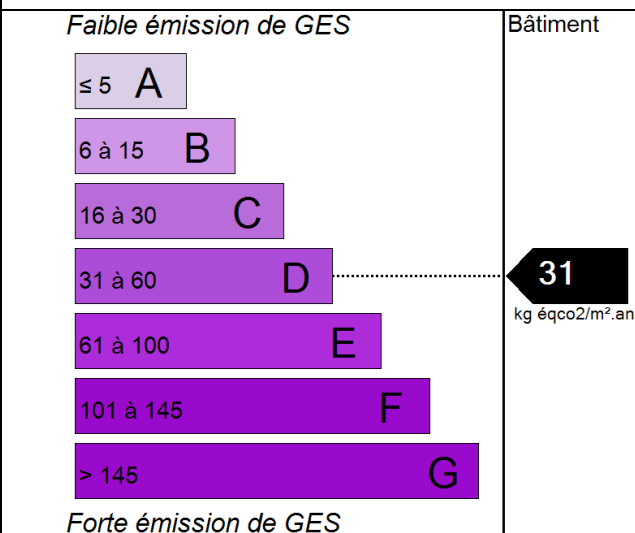 Faible émission de GES
Bâtiment
≤ 5 A
6 à 15 B
16 à 30 C
31 à 60 D
31
kg éqco2/m².an
61 à 100 E
101 à 145 F
> 145 G
Forte émission de GES